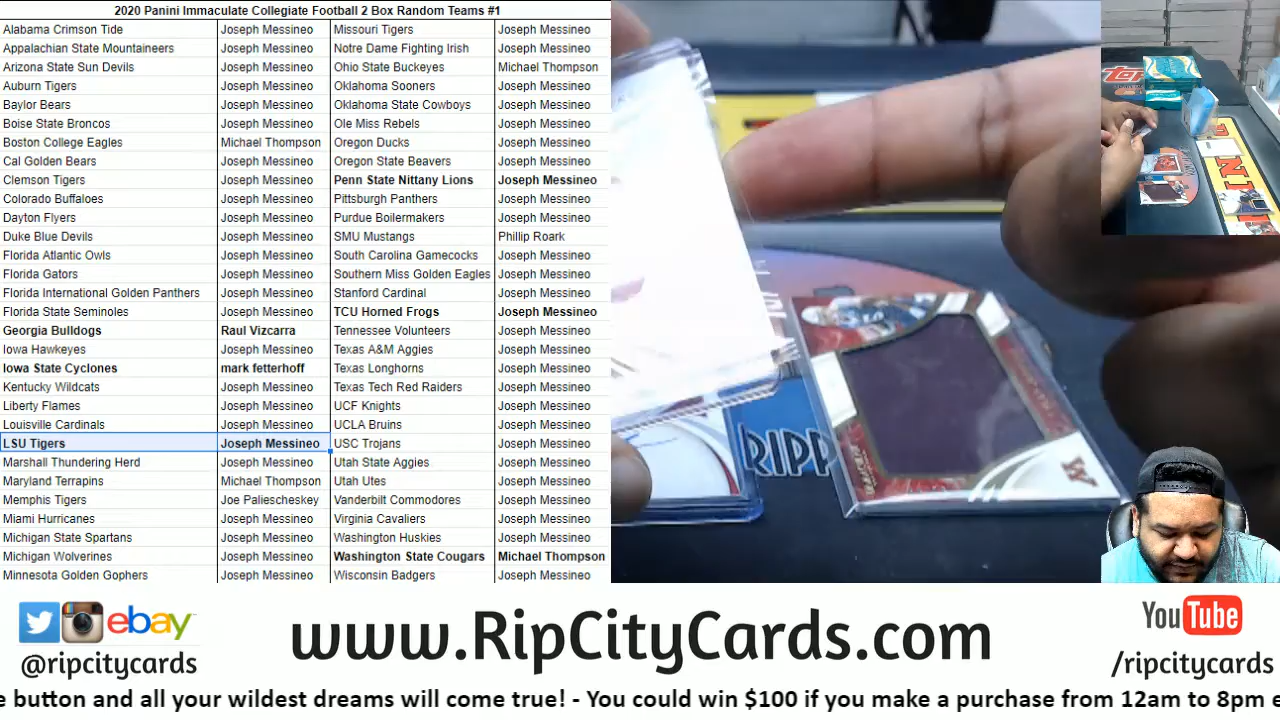 2020 Panini Immaculate Collegiate Football 2 Box Random Teams #1
Alabama Crimson Tide Joseph Messineo Missouri Tigers Joseph Messineo
Appalachian State Mountaineers Joseph Messineo Notre Dame Fighting Irish Joseph Messineo
Arizona State Sun Devils Joseph Messineo Ohio State Buckeyes Michael Thompson
Auburn Tigers Joseph Messineo Oklahoma Sooners Joseph Messineo
Baylor Bears Joseph Messineo Oklahoma State Cowboys Joseph Messineo
Boise State Broncos Joseph Messineo Ole Miss Rebels Joseph Messineo
Boston College Eagles Michael Thompson Oregon Ducks Joseph Messineo
Cal Golden Bears Joseph Messineo Oregon State Beavers Joseph Messineo
Clemson Tigers Joseph Messineo Penn State Nittany Lions Joseph Messineo
Colorado Buffaloes Joseph Messineo Pittsburgh Panthers Joseph Messineo
Dayton Flyers Joseph Messineo Purdue Boilermakers Joseph Messineo
Duke Blue Devils Joseph Messineo SMU Mustangs Phillip Roark
Florida Atlantic Owls Joseph Messineo South Carolina Gamecocks Joseph Messineo
Florida Gators Joseph Messineo Southern Miss Golden Eagles Joseph Messineo
Florida International Golden Panthers Joseph Messineo Stanford Cardinal Joseph Messineo
Florida State Seminoles Joseph Messineo TCU Horned Frogs Joseph Messineo
Georgia Bulldogs Raul Vizcarra Tennessee Volunteers Joseph Messineo
Iowa Hawkeyes Joseph Messineo Texas A&M Aggies Joseph Messineo
Iowa State Cyclones mark fetterhoff Texas Longhorns Joseph Messineo
Kentucky Wildcats Joseph Messineo Texas Tech Red Raiders Joseph Messineo
Liberty Flames Joseph Messineo UCF Knights Joseph Messineo
Louisville Cardinals Joseph Messineo UCLA Bruins Joseph Messineo
LSU Tigers Joseph Messineo USC Trojans Joseph Messineo
Marshall Thundering Herd Joseph Messineo Utah State Aggies Joseph Messineo
Maryland Terrapins Michael Thompson Utah Utes Joseph Messineo
Memphis Tigers Joe Paliescheskey Vanderbilt Commodores Joseph Messineo
Miami Hurricanes Joseph Messineo Virginia Cavaliers Joseph Messineo
Michigan State Spartans Joseph Messineo Washington Huskies Joseph Messineo
Michigan Wolverines Joseph Messineo Washington State Cougars Michael Thompson
Minnesota Golden Gophers Joseph Messineo Wisconsin Badgers Joseph Messineo
RIPP
M
ebay
@ripcitycards
www.RipCityCards.com
YouTube
/ripcitycards
e button and all your wildest dreams will come true! - You could win $100 if you make a purchase from 12am to 8pm e